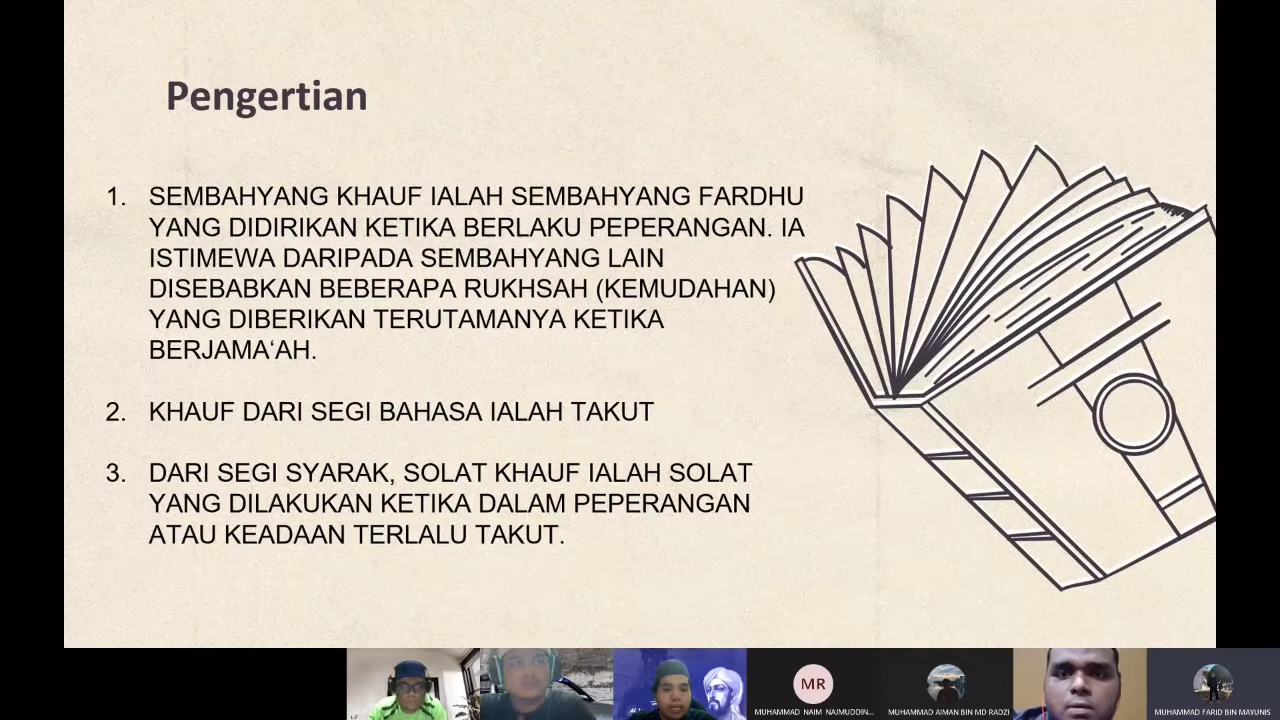 Pengertian
1. SEMBAHYANG KHAUF IALAH SEMBAHYANG FARDHU
YANG DIDIRIKAN KETIKA BERLAKU PEPERANGAN. IA
ISTIMEWA DARIPADA SEMBAHYANG LAIN
DISEBABKAN BEBERAPA RUKHSAH (KEMUDAHAN)
YANG DIBERIKAN TERUTAMANYA KETIKA
BERJAMA‘AH.
2. KHAUF DARI SEGI BAHASA IALAH TAKUT
3. DARI SEGI SYARAK, SOLAT KHAUF IALAH SOLAT
YANG DILAKUKAN KETIKA DALAM PEPERANGAN
ATAU KEADAAN TERLALU TAKUT.
MR
MUHAMMAD NAIM NAJMUDDIN...
MUHAMMAD AIMAN BIN MD RADZI
MUHAMMAD FARID BIN MAYUNIS